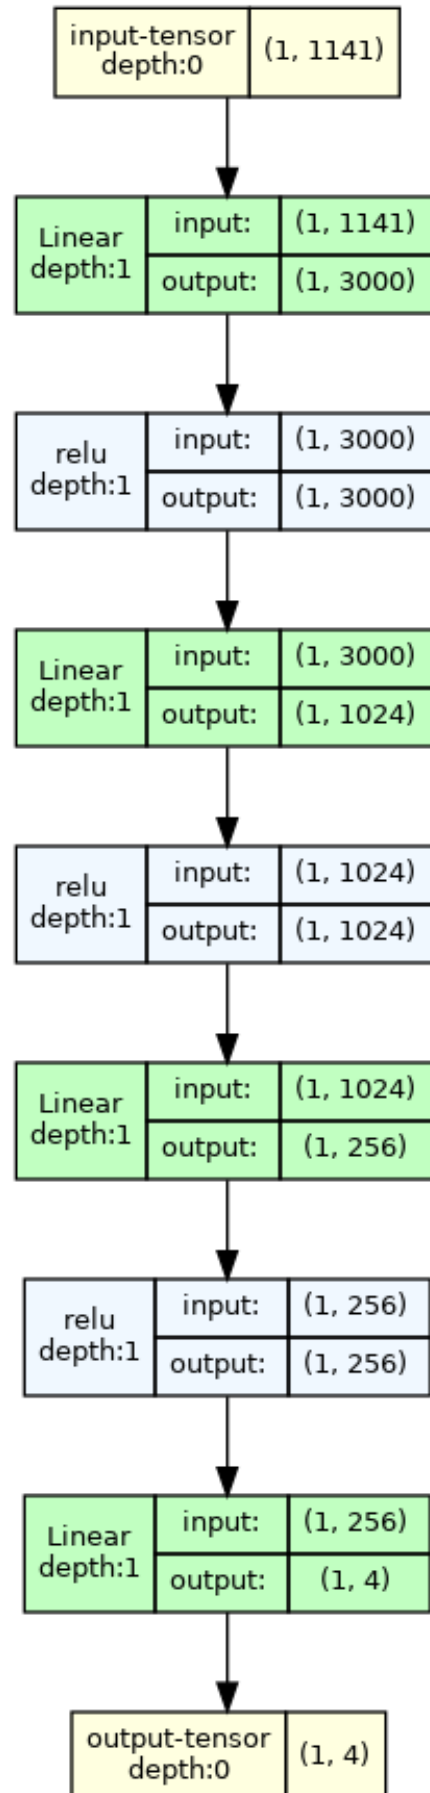 input-tensor
depth:0
(1, 1141)
Linear
depth:1
input:
(1, 1141)
output:
(1, 3000)
relu
depth:1
input:
(1, 3000)
output:
(1, 3000)
Linear
depth:1
input:
(1, 3000)
output:
(1, 1024)
relu
depth:1
input:
(1, 1024)
output:
(1, 1024)
Linear
depth:1
input:
(1, 1024)
output:
(1, 256)
relu
depth:1
input:
(1, 256)
output:
(1, 256)
Linear
depth:1
input:
(1, 256)
output:
(1, 4)
output-tensor
depth:0
(1, 4)